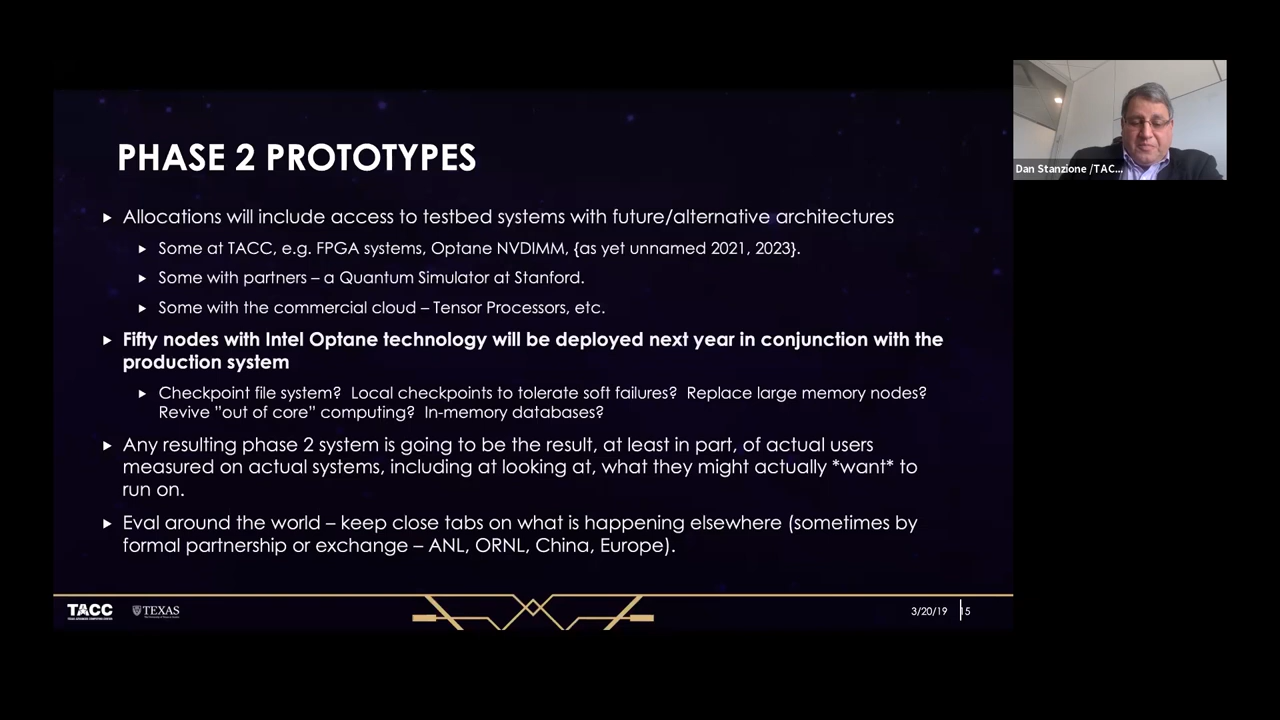 PHASE 2 PROTOTYPES
Allocations will include access to testbed systems with future/alternative architectures
Some at TACC, e.g. FPGA systems, Optane NVDIMM, {as yet unnamed 2021, 2023}.
Some with partners – a Quantum Simulator at Stanford.
Some with the commercial cloud – Tensor Processors, etc.
Fifty nodes with Intel Optane technology will be deployed next year in conjunction with the
production system
Checkpoint file system?  Local checkpoints to tolerate soft failures?  Replace large memory nodes?
Revive ”out of core” computing?  In-memory databases?
Any resulting phase 2 system is going to be the result, at least in part, of actual users
measured on actual systems, including at looking at, what they might actually *want* to
run on.
Eval around the world – keep close tabs on what is happening elsewhere (sometimes by
formal partnership or exchange – ANL, ORNL, China, Europe).
TACC
TEXAS
3/20/19
15
Dan Stanzione /TAC...